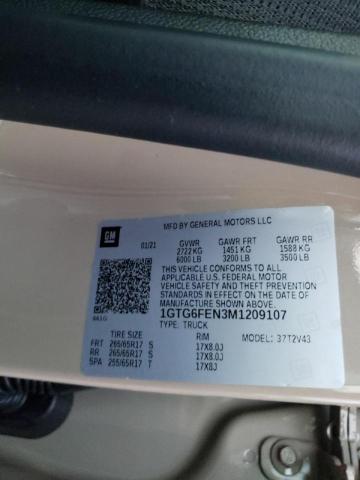 MFD BY GENERAL MOTORS LLC
GM 01/21 GVWR GAWR FRT GAWR RR
2722 KG 1451 KG 1588 KG
6000 LB 3200 LB 3500 LB
THIS VEHICLE CONFORMS TO ALL
APPLICABLE U.S. FEDERAL MOTOR
VEHICLE SAFETY AND THEFT PREVENTION
STANDARDS IN EFFECT ON THE DATE OF
MANUFACTURE SHOWN ABOVE.
1GTG6FEN3M1209107
TYPE: TRUCK MODEL: 37T2V43
TIRE SIZE RIM
FRT 265/65R17 S 17X8.0J
RR 265/65R17 S 17X8.0J
SPA 255/65R17 T 17X8J